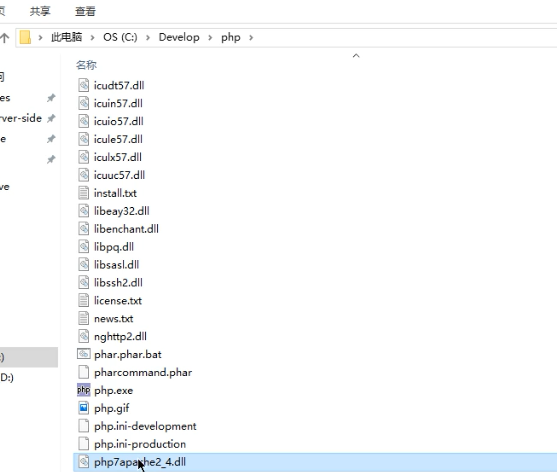 页 共享 查看
此电脑 > OS (C:) > Develop > php >
名称
问
icudt57.dll
es
icuin57.dll
rver-side
icuio57.dll
e
icule57.dll
iculx57.dll
ve
icuuc57.dll
install.txt
libeay32.dll
libenchant.dll
libpq.dll
libsasl.dll
libssh2.dll
license.txt
news.txt
nghttp2.dll
:)
phar.phar.bat
D:)
pharcommand.phar
php php.exe
php.gif
php.ini-development
php.ini-production
php7apache2_4.dll